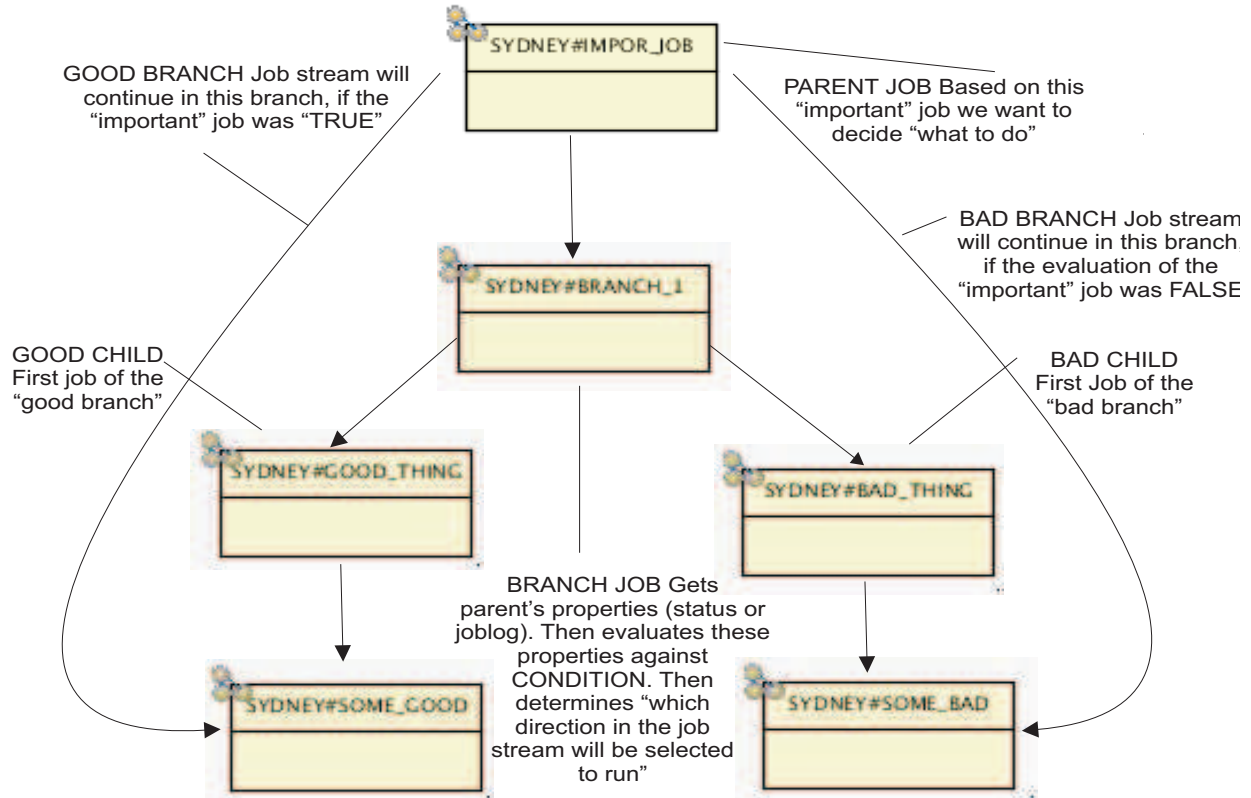 SYDNEY#IMPOR_JOB
GOOD BRANCH Job stream will
continue in this branch, if the
“important” job was “TRUE”
PARENT JOB Based on this
“important” job we want to
decide “what to do”
BAD BRANCH Job stream
will continue in this branch,
if the evaluation of the
“important” job was FALSE
SYDNEY#BRANCH_1
GOOD CHILD
First job of the
“good branch”
BAD CHILD
First Job of the
“bad branch”
SYDNEY#GOOD_THING
SYDNEY#BAD_THING
BRANCH JOB Gets
parent’s properties (status or
joblog). Then evaluates these
properties against
CONDITION. Then
determines “which
direction in the job
stream will be selected
to run”
SYDNEY#SOME_GOOD
SYDNEY#SOME_BAD